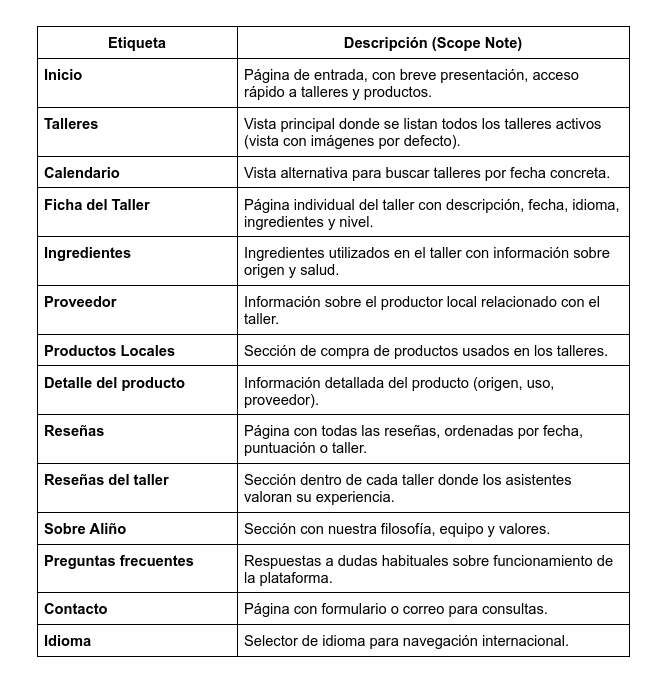 Etiqueta Descripción (Scope Note)
Inicio Página de entrada, con breve presentación, acceso
rápido a talleres y productos.
Talleres Vista principal donde se listan todos los talleres activos
(vista con imágenes por defecto).
Calendario Vista alternativa para buscar talleres por fecha concreta.
Ficha del Taller Página individual del taller con descripción, fecha, idioma,
ingredientes y nivel.
Ingredientes Ingredientes utilizados en el taller con información sobre
origen y salud.
Proveedor Información sobre el productor local relacionado con el
taller.
Productos Locales Sección de compra de productos usados en los talleres.
Detalle del producto Información detallada del producto (origen, uso,
proveedor).
Reseñas Página con todas las reseñas, ordenadas por fecha,
puntuación o taller.
Reseñas del taller Sección dentro de cada taller donde los asistentes
valoran su experiencia.
Sobre Aliño Sección con nuestra filosofía, equipo y valores.
Preguntas frecuentes Respuestas a dudas habituales sobre funcionamiento de
la plataforma.
Contacto Página con formulario o correo para consultas.
Idioma Selector de idioma para navegación internacional.